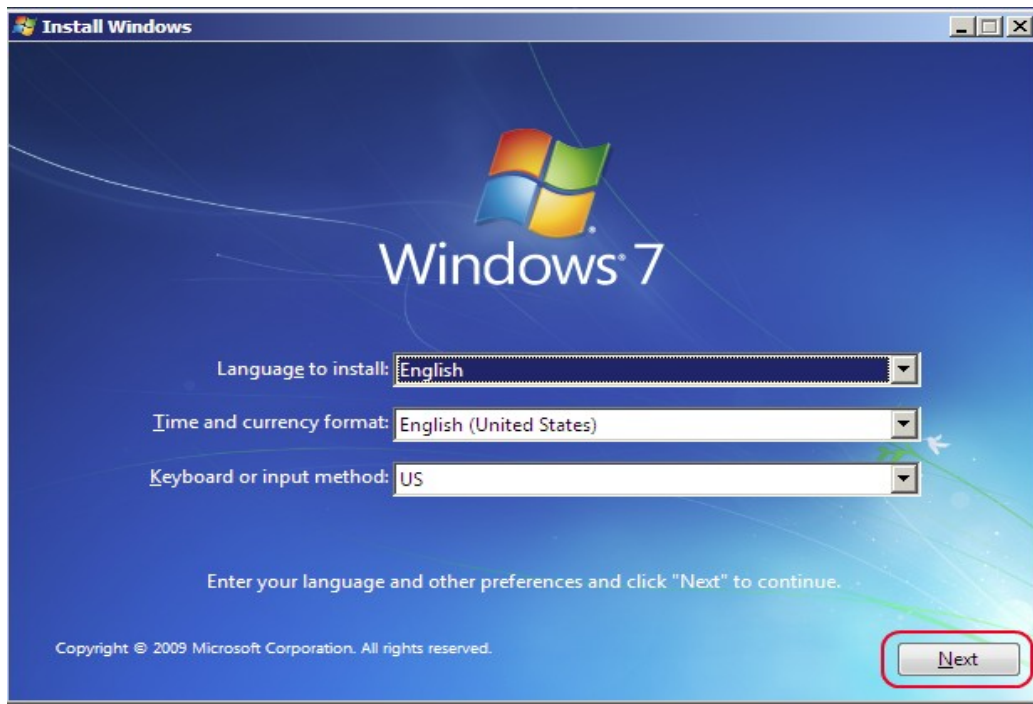 Install Windows
Windows® 7
Language to install: English
Time and currency format: English (United States)
Keyboard or input method: US
Enter your language and other preferences and click "Next" to continue.
Copyright © 2009 Microsoft Corporation. All rights reserved.
Next